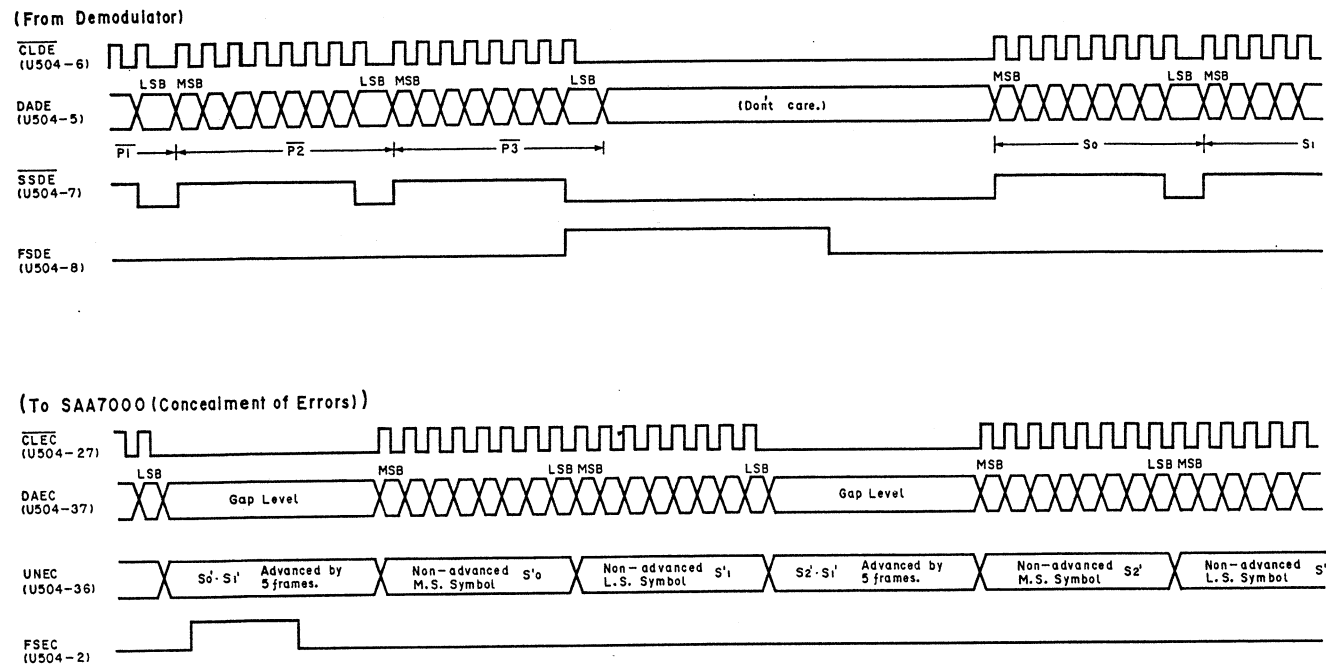 (From Demodulator)
CLDE
(U504-6)
LSB MSB LSB MSB LSB MSB LSB MSB
DADE
(U504-5)
(Don't care.)
P1 P2 P3 So S1
SSDE
(U504-7)
FSDE
(U504-8)
(To SAA7000 (Concealment of Errors))
CLEC
(U504-27)
LSB MSB LSB MSB LSB MSB LSB MSB
DAEC
(U504-37)
Gap Level Gap Level
UNEC
(U504-36)
So'·S1' Advanced by 5 frames.
Non-advanced M.S. Symbol S'o
Non-advanced L.S. Symbol S'1
S2'·S1' Advanced by 5 frames.
Non-advanced M.S. Symbol S2'
Non-advanced L.S. Symbol S'
FSEC
(U504-2)